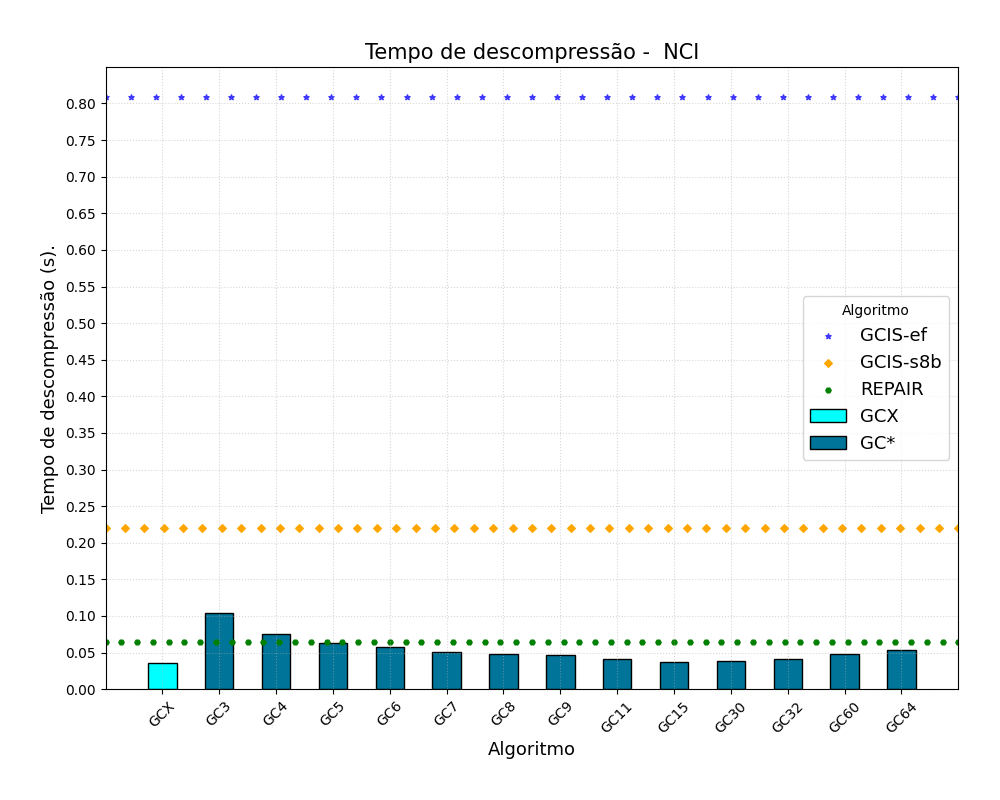 Tempo de descompressão -  NCI
Tempo de descompressão (s).
0.80
0.75
0.70
0.65
0.60
0.55
0.50
0.45
0.40
0.35
0.30
0.25
0.20
0.15
0.10
0.05
0.00
Algoritmo
GCIS-ef
GCIS-s8b
REPAIR
GCX
GC*
GCX
GC3
GC4
GC5
GC6
GC7
GC8
GC9
GC11
GC15
GC30
GC32
GC60
GC64
Algoritmo